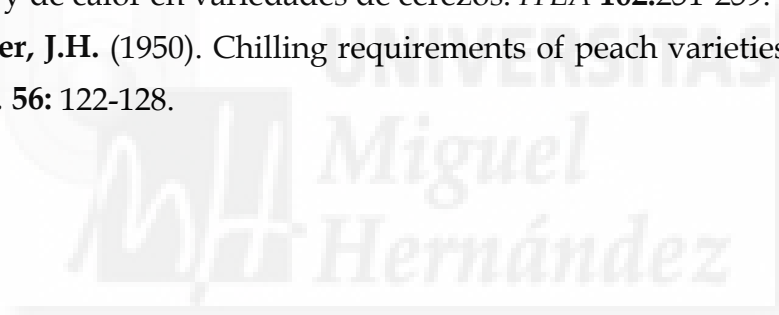 y de calor en variedades de cerezos. ITEA 102:251-259.
er, J.H. (1950). Chilling requirements of peach varieties
. 56: 122-128.
UNIVERSITAS
Miguel
Hernández